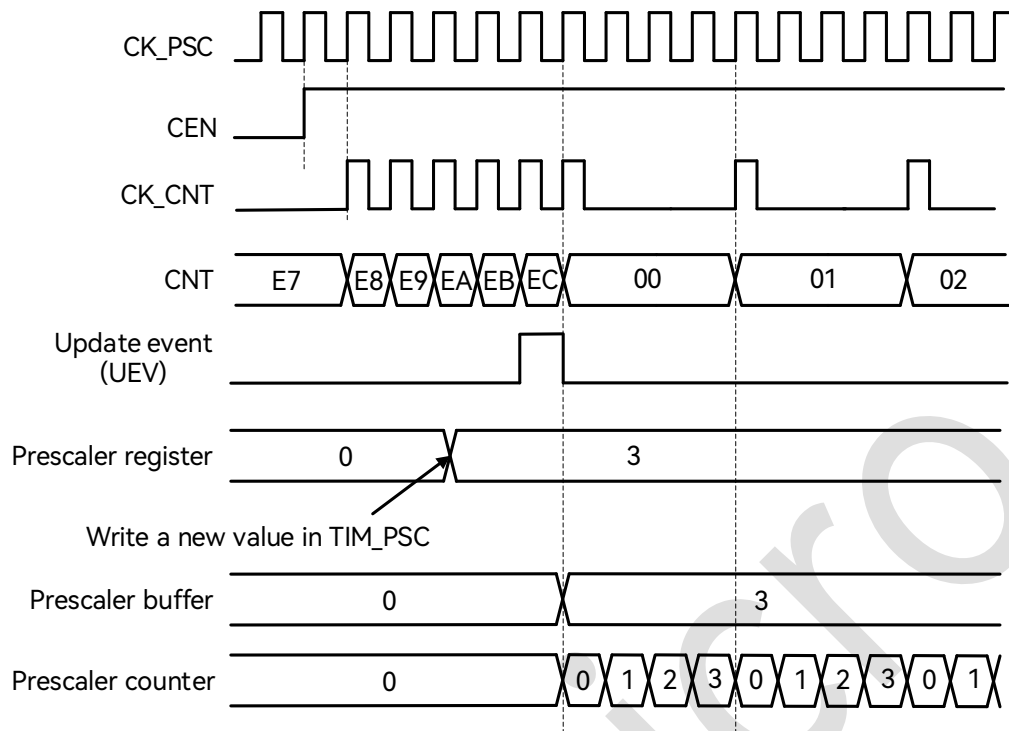 CK_PSC
CEN
CK_CNT
CNT E7 E8 E9 EA EB EC 00 01 02
Update event
(UEV)
Prescaler register 0 3
Write a new value in TIM_PSC
Prescaler buffer 0 3
Prescaler counter 0 0 1 2 3 0 1 2 3 0 1
icro